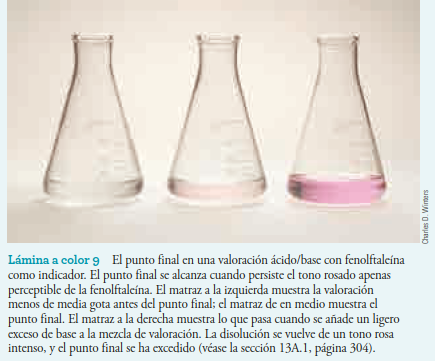 Charles D. Winters
Lámina a color 9 El punto final en una valoración ácido/base con fenolftaleína
como indicador. El punto final se alcanza cuando persiste el tono rosado apenas
perceptible de la fenolftaleína. El matraz a la izquierda muestra la valoración
menos de media gota antes del punto final; el matraz de en medio muestra el
punto final. El matraz a la derecha muestra lo que pasa cuando se añade un ligero
exceso de base a la mezcla de valoración. La disolución se vuelve de un tono rosa
intenso, y el punto final se ha excedido (véase la sección 13A.1, página 304).